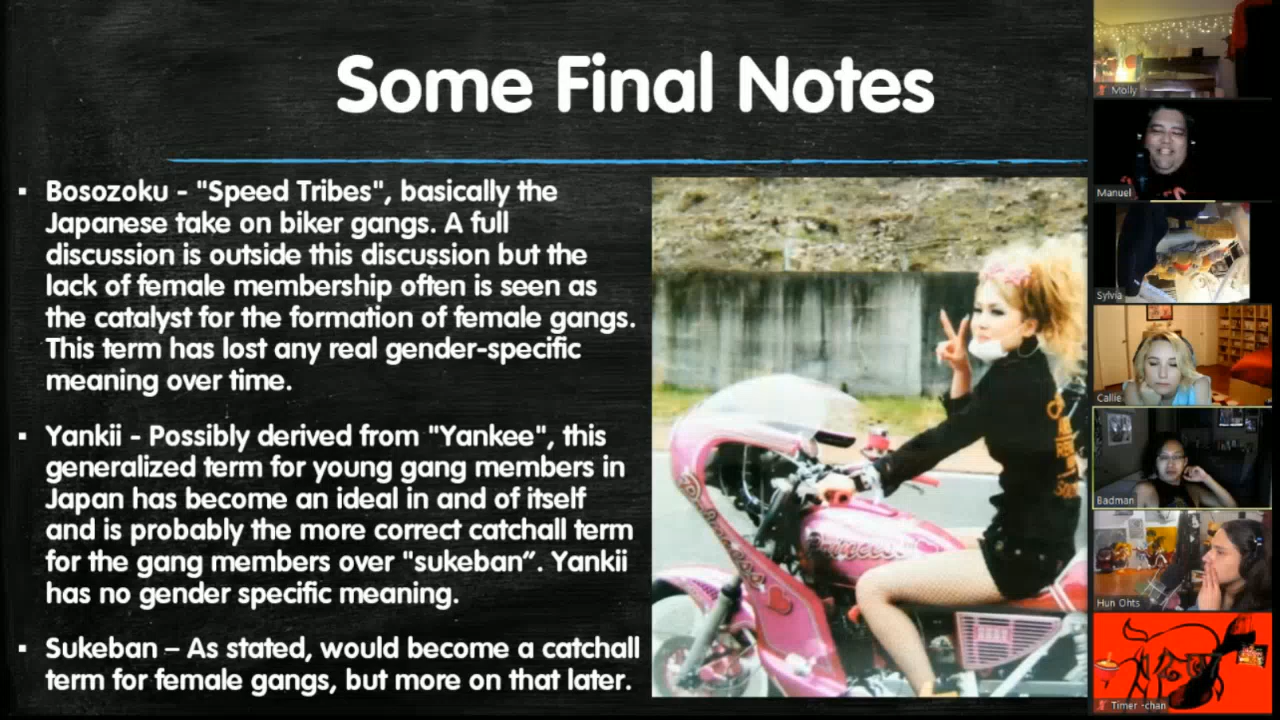 Some Final Notes
▪ Bosozoku - "Speed Tribes", basically the
Japanese take on biker gangs. A full
discussion is outside this discussion but the
lack of female membership often is seen as
the catalyst for the formation of female gangs.
This term has lost any real gender-specific
meaning over time.
▪ Yankii - Possibly derived from "Yankee", this
generalized term for young gang members in
Japan has become an ideal in and of itself
and is probably the more correct catchall term
for the gang members over "sukeban”. Yankii
has no gender specific meaning.
▪ Sukeban – As stated, would become a catchall
term for female gangs, but more on that later.
Princess
Molly
Manuel
Sylvia
Callie
Badman
Hun Ohts
Timer -chan